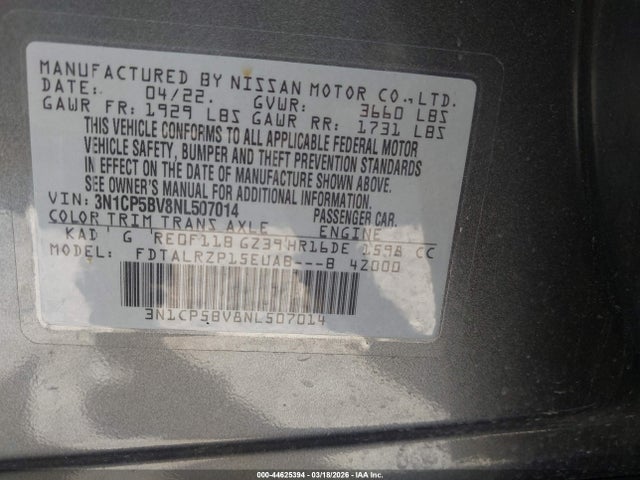 MANUFACTURED BY NISSAN MOTOR CO.,LTD.
DATE: 04/22. GVWR: 3660 LBS
GAWR FR: 1929 LBS GAWR RR: 1731 LBS
THIS VEHICLE CONFORMS TO ALL APPLICABLE FEDERAL MOTOR
VEHICLE SAFETY, BUMPER AND THEFT PREVENTION STANDARDS
IN EFFECT ON THE DATE OF MANUFACTURE SHOWN ABOVE.
SEE OWNER'S MANUAL FOR ADDITIONAL INFORMATION.
VIN: 3N1CP5BV8NL507014 PASSENGER CAR.
COLOR TRIM TRANS AXLE ENGINE
KAD G RE0F11B GZ39 HR16DE 1598 CC
MODEL: FDTALRZP15EUAB---B 42000
3N1CP5BV8NL507014
000-44625394 | 03/18/2026 | IAA Inc.